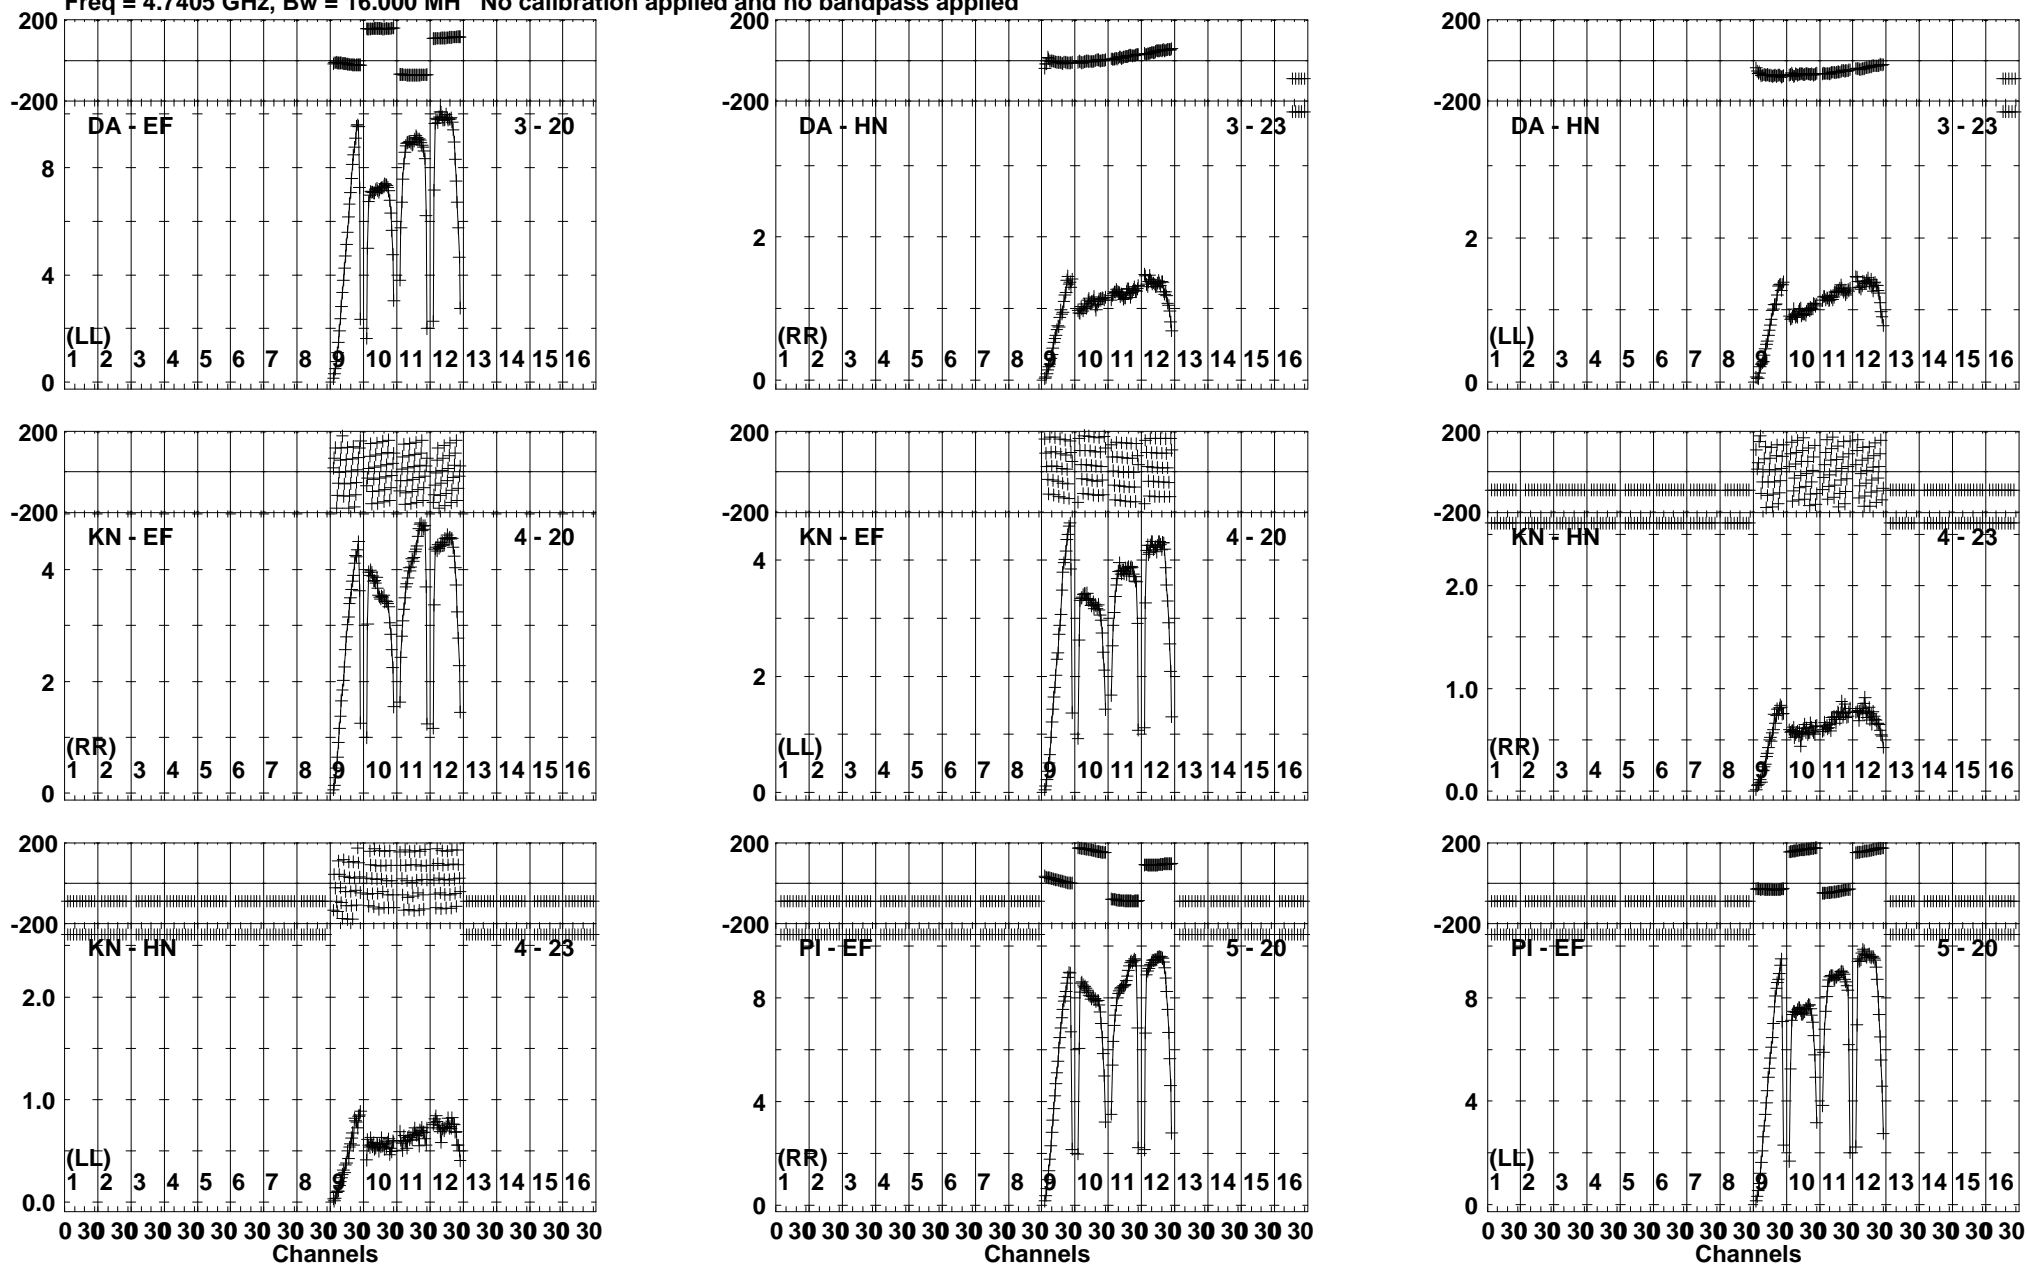 Freq = 4.7405 GHz, Bw = 16.000 MH No calibration applied and no bandpass applied
200 200 200
-200 -200 -200
DA - EF 3 - 20 DA - HN 3 - 23 DA - HN 3 - 23
8
2 2
4
(LL) (RR) (LL)
1 2 3 4 5 6 7 8 9 10 11 12 13 14 15 16 1 2 3 4 5 6 7 8 9 10 11 12 13 14 15 16 1 2 3 4 5 6 7 8 9 10 11 12 13 14 15 16
0 0 0
200 200 200
-200 -200 -200
KN - EF 4 - 20 KN - EF 4 - 20 KN - HN 4 - 23
4 4 2.0
2 2 1.0
(RR) (LL) (RR)
1 2 3 4 5 6 7 8 9 10 11 12 13 14 15 16 1 2 3 4 5 6 7 8 9 10 11 12 13 14 15 16 1 2 3 4 5 6 7 8 9 10 11 12 13 14 15 16
0 0 0.0
200 200 200
-200 -200 -200
KN - HN 4 - 23 PI - EF 5 - 20 PI - EF 5 - 20
2.0 8 8
1.0 4 4
(LL) (RR) (LL)
1 2 3 4 5 6 7 8 9 10 11 12 13 14 15 16 1 2 3 4 5 6 7 8 9 10 11 12 13 14 15 16 1 2 3 4 5 6 7 8 9 10 11 12 13 14 15 16
0.0 0 0
0 30 30 30 30 30 30 30 30 30 30 30 30 30 30 30 30 0 30 30 30 30 30 30 30 30 30 30 30 30 30 30 30 30 0 30 30 30 30 30 30 30 30 30 30 30 30 30 30 30 30
Channels Channels Channels